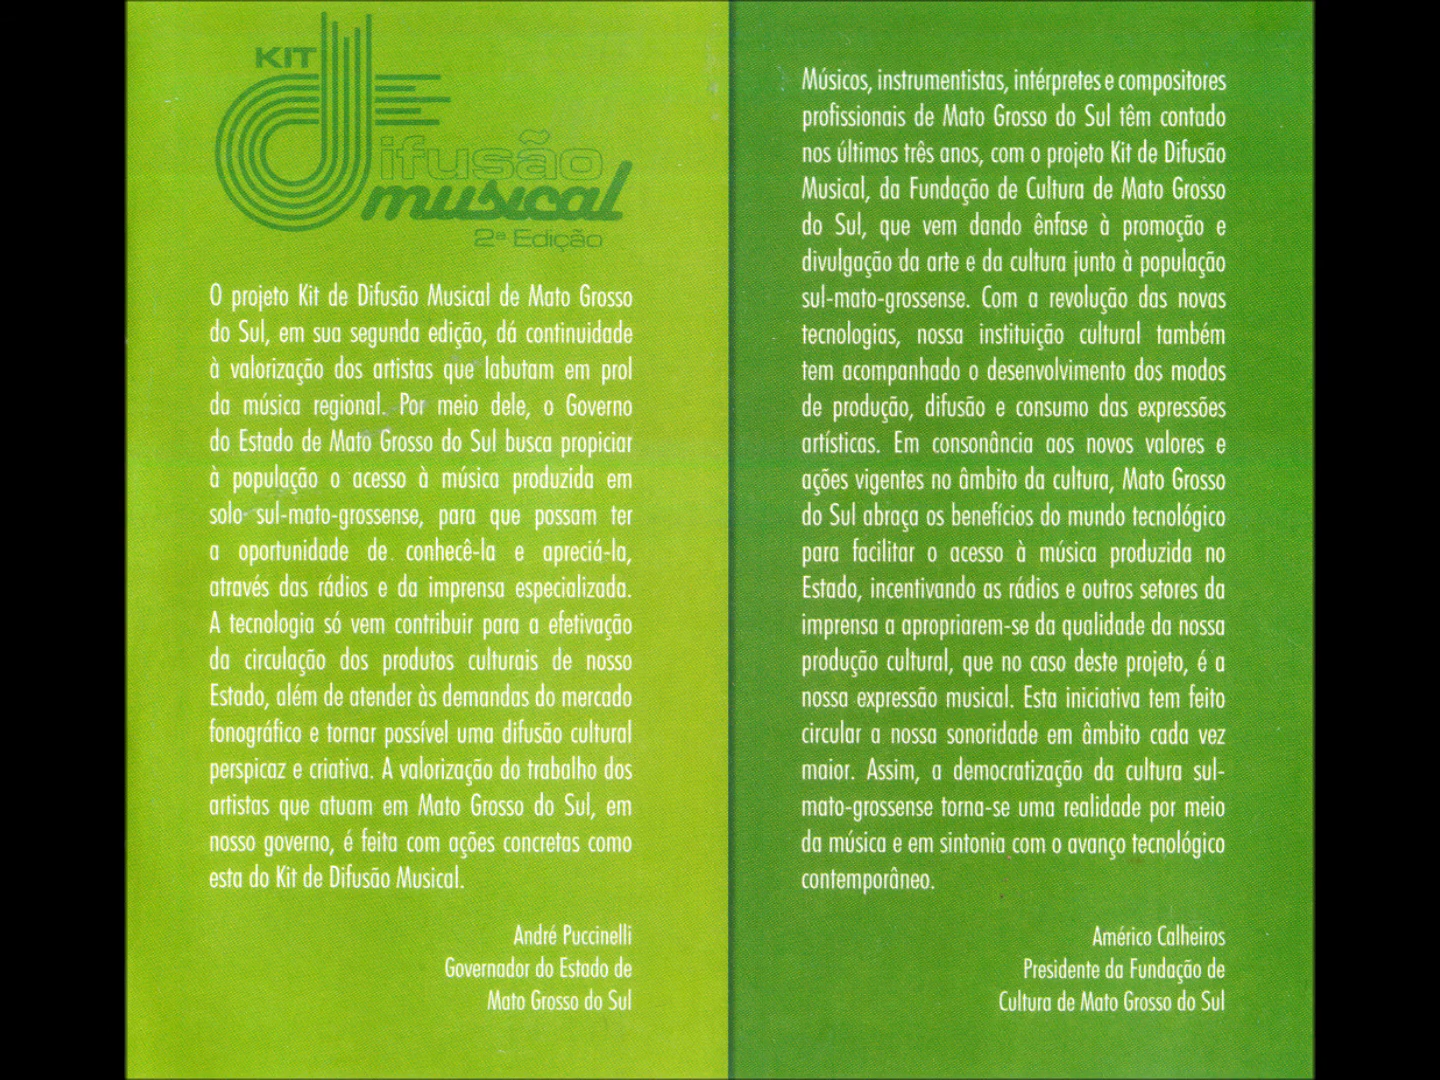 KIT
difusão
musical
2ª Edição
O projeto Kit de Difusão Musical de Mato Grosso
do Sul, em sua segunda edição, dá continuidade
à valorização dos artistas que labutam em prol
da música regional. Por meio dele, o Governo
do Estado de Mato Grosso do Sul busca propiciar
à população o acesso à música produzida em
solo sul-mato-grossense, para que possam ter
a oportunidade de conhecê-la e apreciá-la,
através das rádios e da imprensa especializada.
A tecnologia só vem contribuir para a efetivação
da circulação dos produtos culturais de nosso
Estado, além de atender às demandas do mercado
fonográfico e tornar possível uma difusão cultural
perspicaz e criativa. A valorização do trabalho dos
artistas que atuam em Mato Grosso do Sul, em
nosso governo, é feita com ações concretas como
esta do Kit de Difusão Musical.
André Puccinelli
Governador do Estado de
Mato Grosso do Sul
Músicos, instrumentistas, intérpretes e compositores
profissionais de Mato Grosso do Sul têm contado
nos últimos três anos, com o projeto Kit de Difusão
Musical, da Fundação de Cultura de Mato Grosso
do Sul, que vem dando ênfase à promoção e
divulgação da arte e da cultura junto à população
sul-mato-grossense. Com a revolução das novas
tecnologias, nossa instituição cultural também
tem acompanhado o desenvolvimento dos modos
de produção, difusão e consumo das expressões
artísticas. Em consonância aos novos valores e
ações vigentes no âmbito da cultura, Mato Grosso
do Sul abraça os benefícios do mundo tecnológico
para facilitar o acesso à música produzida no
Estado, incentivando as rádios e outros setores da
imprensa a apropriarem-se da qualidade da nossa
produção cultural, que no caso deste projeto, é a
nossa expressão musical. Esta iniciativa tem feito
circular a nossa sonoridade em âmbito cada vez
maior. Assim, a democratização da cultura sul-
mato-grossense torna-se uma realidade por meio
da música e em sintonia com o avanço tecnológico
contemporâneo.
Américo Calheiros
Presidente da Fundação de
Cultura de Mato Grosso do Sul